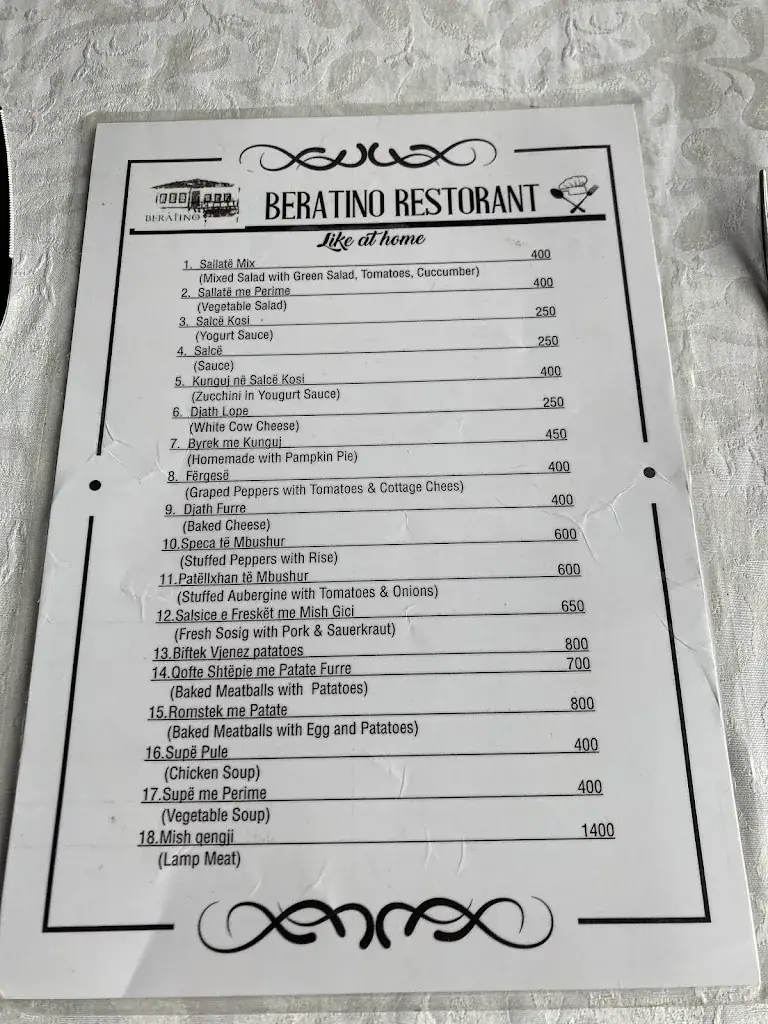 BERATINO
BERATINO RESTORANT
Like at home
1. Sallatë Mix 400
(Mixed Salad with Green Salad, Tomatoes, Cuccumber)
2. Sallatë me Perime 400
(Vegetable Salad)
3. Salcë Kosi 250
(Yogurt Sauce)
4. Salcë 250
(Sauce)
5. Kunguj në Salcë Kosi 400
(Zucchini in Yougurt Sauce)
6. Djath Lope 250
(White Cow Cheese)
7. Byrek me Kunguj 450
(Homemade with Pampkin Pie)
8. Fërgesë 400
(Graped Peppers with Tomatoes & Cottage Chees)
9. Djath Furre 400
(Baked Cheese)
10.Speca të Mbushur 600
(Stuffed Peppers with Rise)
11.Patëllxhan të Mbushur 600
(Stuffed Aubergine with Tomatoes & Onions)
12.Salsice e Freskët me Mish Gici 650
(Fresh Sosig with Pork & Sauerkraut)
13.Biftek Vjenez patatoes 800
14.Qofte Shtëpie me Patate Furre 700
(Baked Meatballs with Patatoes)
15.Romstek me Patate 800
(Baked Meatballs with Egg and Patatoes)
16.Supë Pule 400
(Chicken Soup)
17.Supë me Perime 400
(Vegetable Soup)
18.Mish qengji 1400
(Lamp Meat)